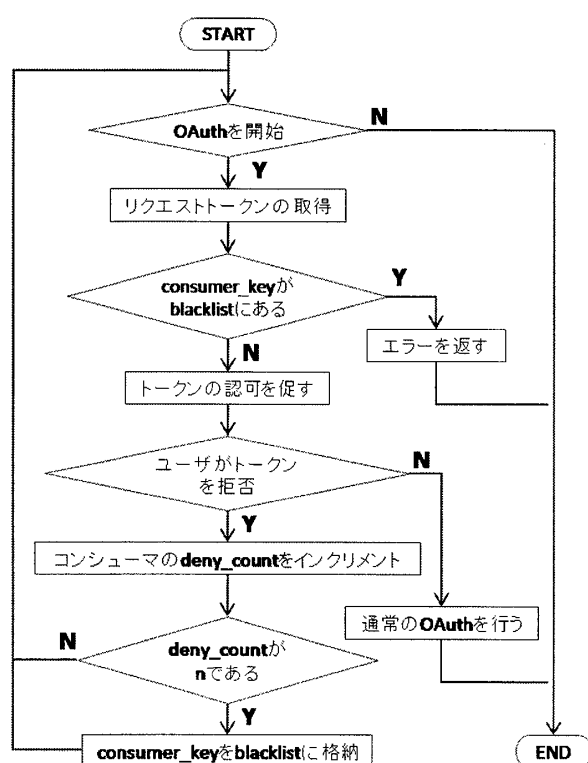 START
OAuthを開始
N
Y
リクエストトークンの取得
consumer_keyが
blacklistにある
Y
N
エラーを返す
トークンの認可を促す
ユーザがトークン
を拒否
N
Y
コンシューマのdeny_countをインクリメント
通常のOAuthを行う
deny_countが
nである
N
Y
consumer_keyをblacklistに格納
END